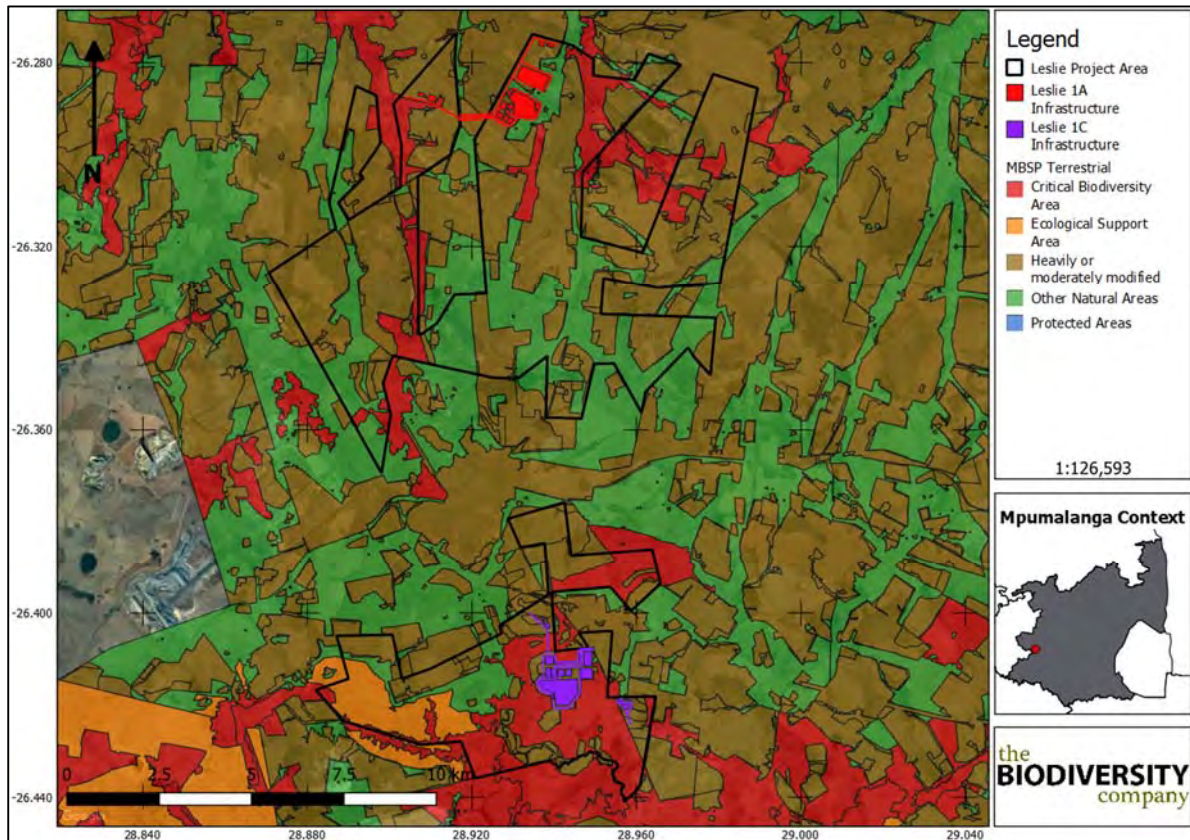 -26.280
-26.320
-26.360
-26.400
-26.440
N
0 2.5 5 7.5 10 km
28.840 28.880 28.920 28.960 29.000 29.040
Legend
Leslie Project Area
Leslie 1A
Infrastructure
Leslie 1C
Infrastructure
MBSP Terrestrial
Critical Biodiversity
Area
Ecological Support
Area
Heavily or
moderately modified
Other Natural Areas
Protected Areas
1:126,593
Mpumalanga Context
the
BIODIVERSITY
company